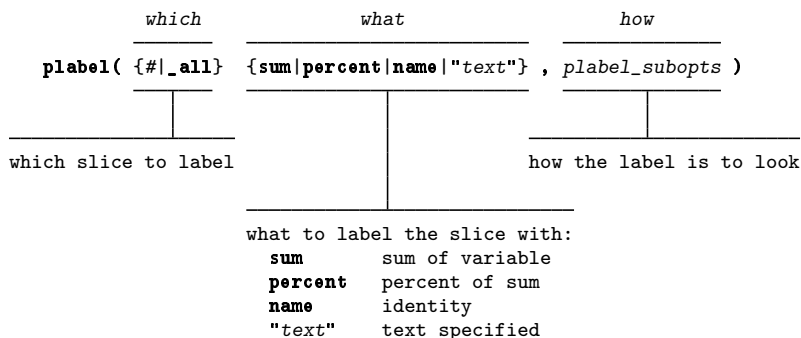 which what how
plabel( {#|_all} {sum|percent|name|"text"} , plabel_subopts )
which slice to label how the label is to look
what to label the slice with:
sum sum of variable
percent percent of sum
name identity
"text" text specified